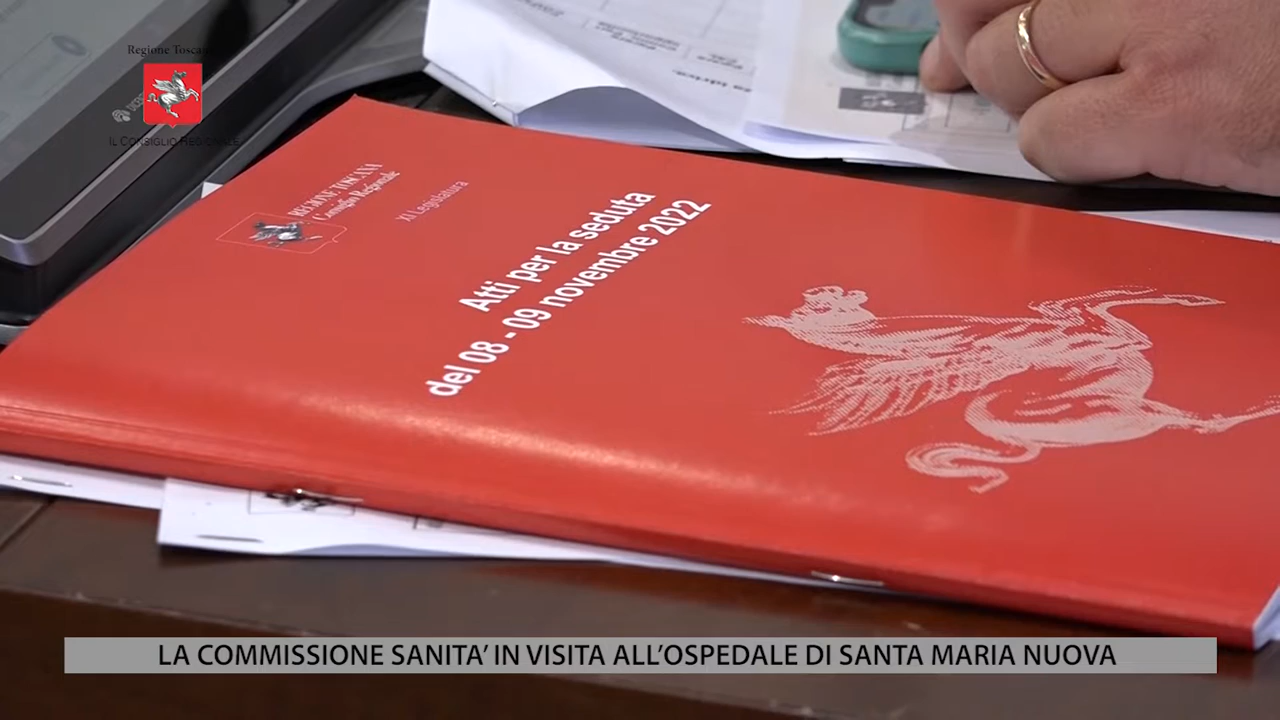 Regione Toscana
IL CONSIGLIO REGIONALE
REGIONE TOSCANA
Consiglio Regionale
XI Legislatura
Atti per la seduta
del 08 - 09 novembre 2022
LA COMMISSIONE SANITA’ IN VISITA ALL’OSPEDALE DI SANTA MARIA NUOVA